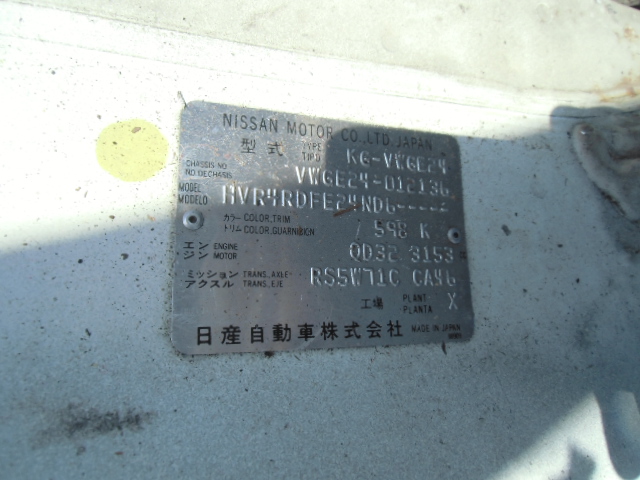 NISSAN MOTOR CO.,LTD.JAPAN
型式 TYPE TIPO KG-VWGE24
CHASSIS NO NO.DECHASIS VWGE24-012136
MODEL MODELO HVR4RDFE24ND6-----
カラー COLOR,TRIM
トリム COLOR,GUARNICION / 598 K
エン ENGINE
ジン MOTOR QD32 3153
ミッション TRANS.,AXLE
アクスル TRANS.,EJE RS5W71C CA46
工場 PLANT PLANTA X
日産自動車株式会社 MADE IN JAPAN